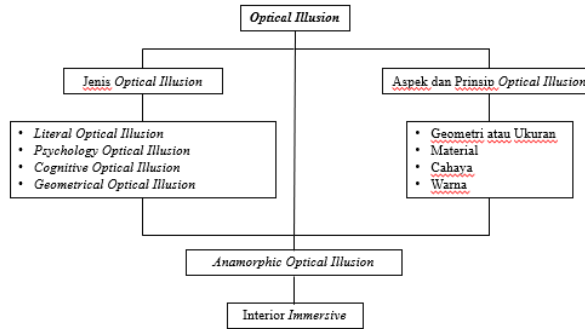 Optical Illusion
Jenis Optical Illusion
Aspek dan Prinsip Optical Illusion
• Literal Optical Illusion
• Psychology Optical Illusion
• Cognitive Optical Illusion
• Geometrical Optical Illusion
• Geometri atau Ukuran
• Material
• Cahaya
• Warna
Anamorphic Optical Illusion
Interior Immersive